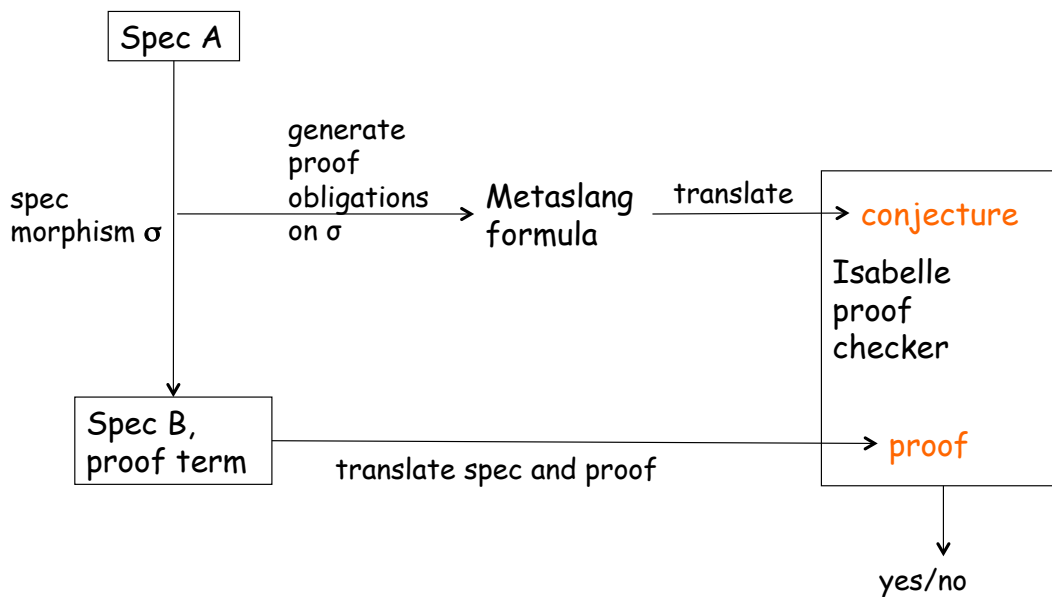 Spec A
generate
proof
obligations
on σ
spec
morphism σ
Metaslang
formula
translate
conjecture
Isabelle
proof
checker
Spec B,
proof term
translate spec and proof
proof
yes/no